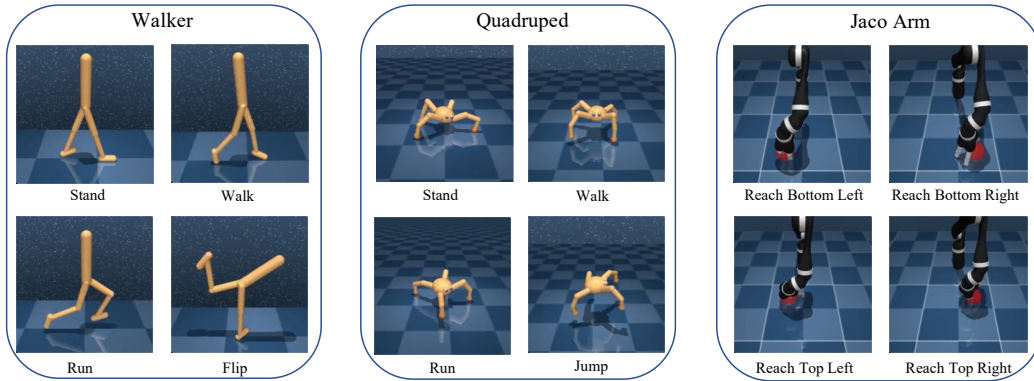 Walker
Stand
Walk
Run
Flip
Quadruped
Stand
Walk
Run
Jump
Jaco Arm
Reach Bottom Left
Reach Bottom Right
Reach Top Left
Reach Top Right